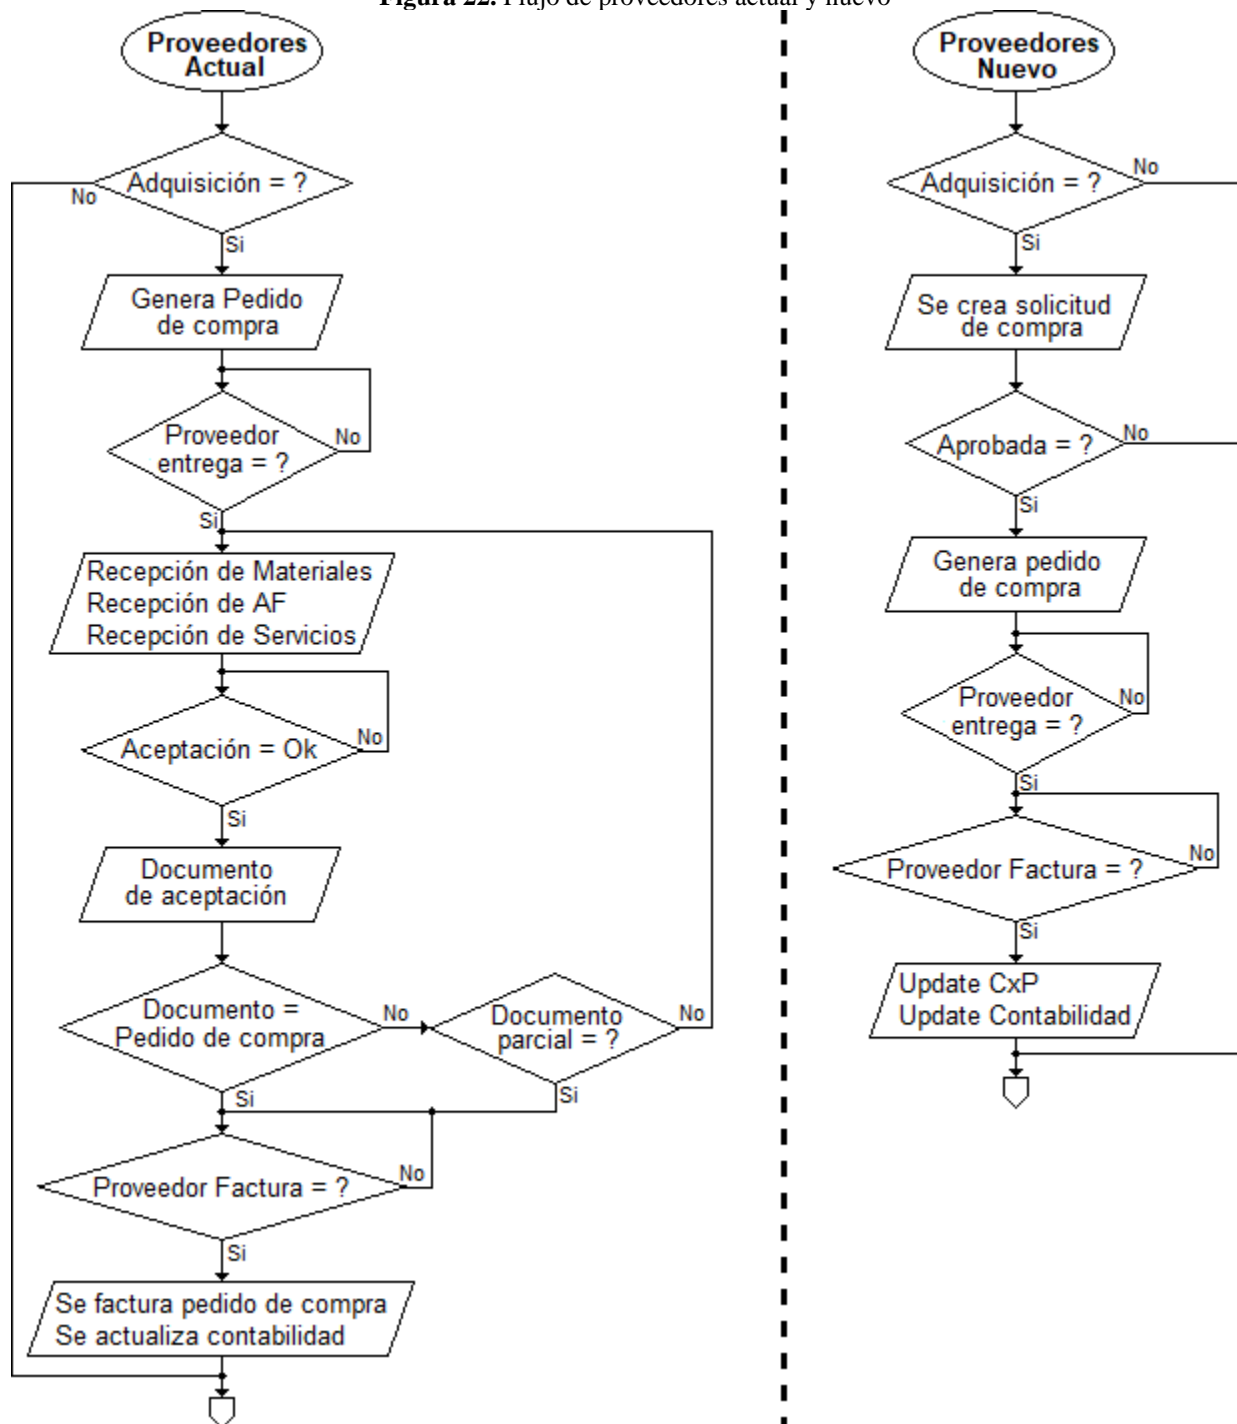 Figura 22. Flujo de proveedores actual y nuevo
Proveedores
Actual
Adquisición = ?
No
Si
Genera Pedido
de compra
Proveedor
entrega = ?
No
Si
Recepción de Materiales
Recepción de AF
Recepción de Servicios
Aceptación = Ok
No
Si
Documento
de aceptación
Documento =
Pedido de compra
No
Si
Documento
parcial = ?
No
Si
Proveedor Factura = ?
No
Si
Se factura pedido de compra
Se actualiza contabilidad
Proveedores
Nuevo
Adquisición = ?
No
Si
Se crea solicitud
de compra
Aprobada = ?
No
Si
Genera pedido
de compra
Proveedor
entrega = ?
No
Si
Proveedor Factura = ?
No
Si
Update CxP
Update Contabilidad